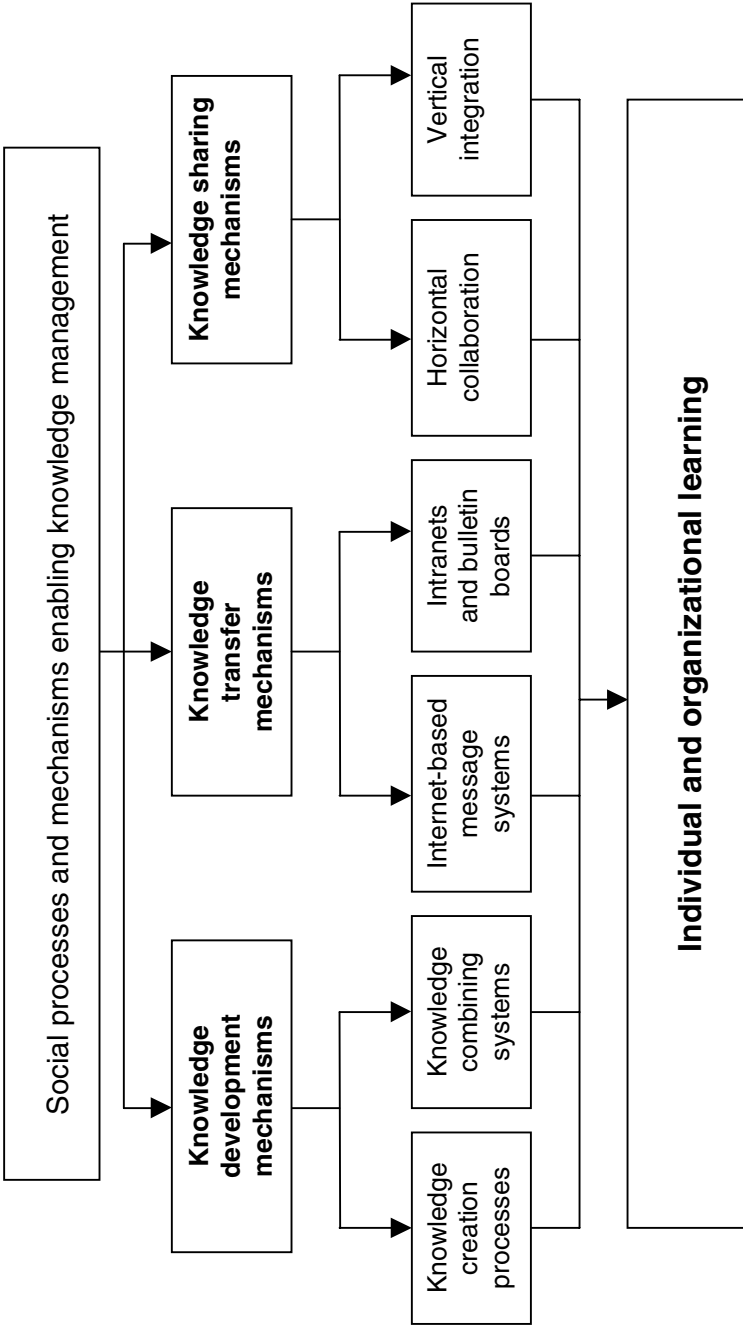 Social processes and mechanisms enabling knowledge management
Knowledge
development
mechanisms
Knowledge
transfer
mechanisms
Knowledge sharing
mechanisms
Knowledge
creation
processes
Knowledge
combining
systems
Internet-based
message
systems
Intranets
and bulletin
boards
Horizontal
collaboration
Vertical
integration
Individual and organizational learning